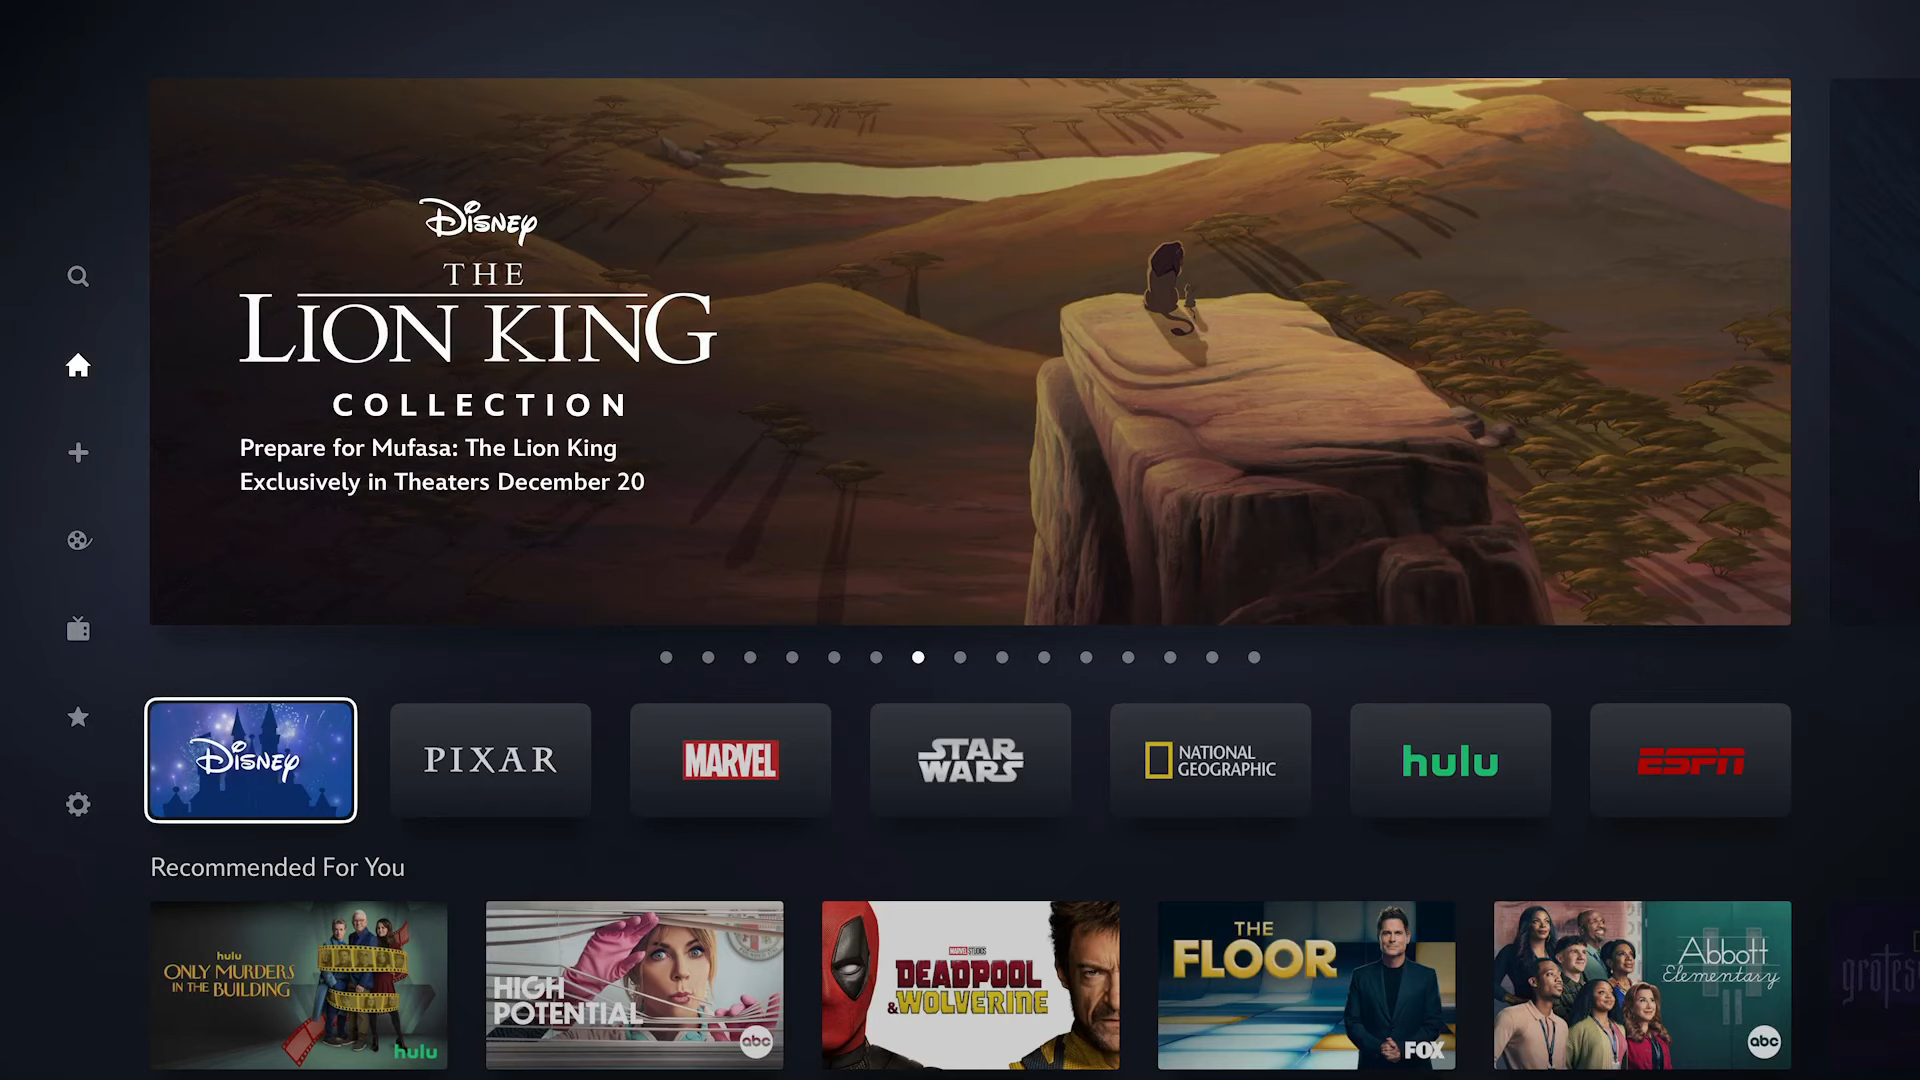 Disney
THE
LION KING
COLLECTION
Prepare for Mufasa: The Lion King
Exclusively in Theaters December 20
Disney
PIXAR
MARVEL
STAR
WARS
NATIONAL
GEOGRAPHIC
hulu
ESPN
Recommended For You
hulu
ONLY MURDERS
IN THE BUILDING
hulu
HIGH
POTENTIAL
abc
MARVEL STUDIOS
DEADPOOL
& WOLVERINE
THE
FLOOR
FOX
Abbott
Elementary
abc